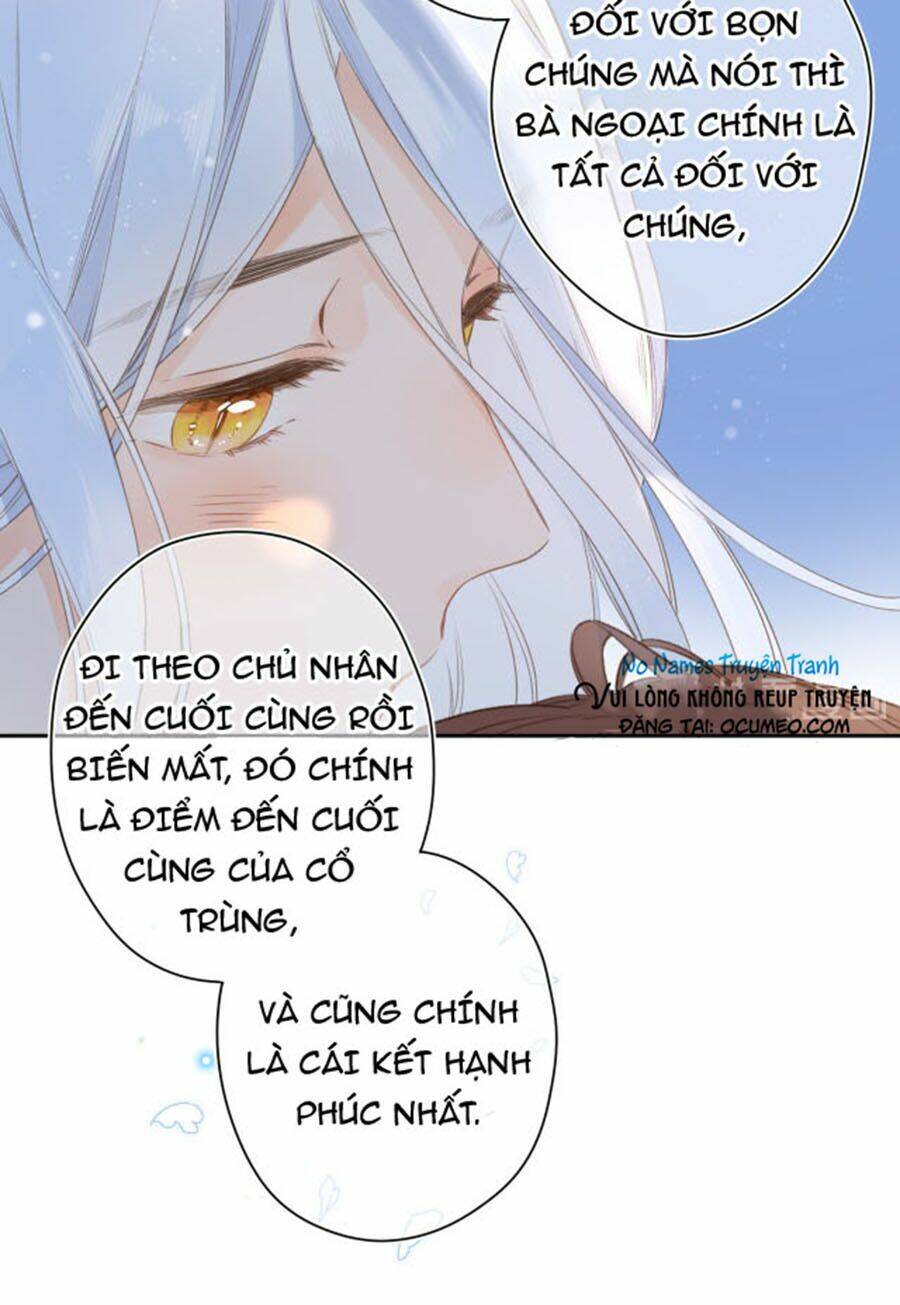 ĐỐI VỚI BỌN
CHÚNG MÀ NÓI THÌ
BÀ NGOẠI CHÍNH LÀ
TẤT CẢ ĐỐI VỚI
CHÚNG,
No Names Truyện Tranh
VUI LÒNG KHÔNG REUP TRUYỆN
ĐĂNG TẠI: OCUMEO.COM
ĐI THEO CHỦ NHÂN
ĐẾN CUỐI CÙNG RỒI
BIẾN MẤT, ĐÓ CHÍNH
LÀ ĐIỂM ĐẾN CUỐI
CÙNG CỦA CỔ
TRÙNG,
VÀ CŨNG CHÍNH
LÀ CÁI KẾT HẠNH
PHÚC NHẤT.